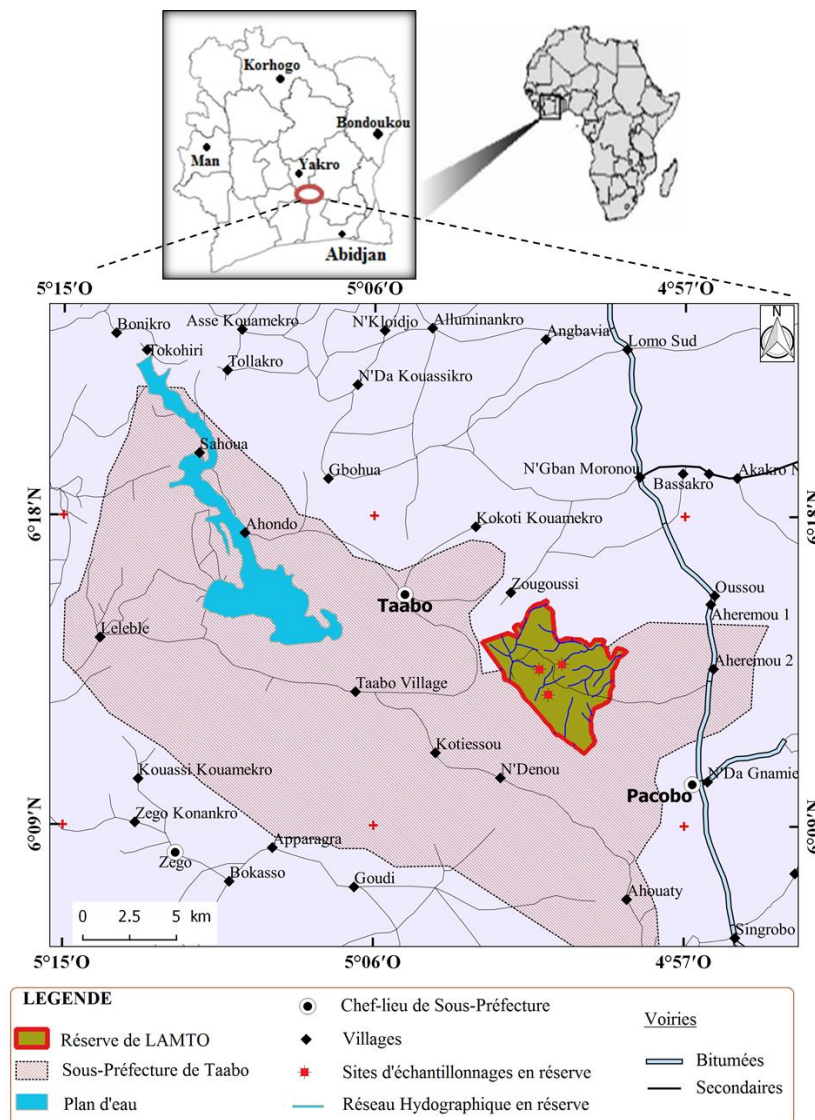 Korhogo
Bondoukou
Man
Yakro
Abidjan
5°15'O
5°06'O
4°57'O
N
Bonikro
Asse Kouamekro
N'Kloidjo
Alluminankro
Angbavia
Lomo Sud
Tokohiri
Tollakro
N'Da Kouassikro
Sahoua
Gbohua
N'Gban Moronou
Bassakro
Akakro N
6°18'N
6°18'N
Ahondo
Kokoti Kouamekro
Taabo
Zougoussi
Oussou
Aheremou 1
Leleble
Aheremou 2
Taabo Village
Kotiessou
N'Denou
Kouassi Kouamekro
Pacobo
N'Da Gnamie
6°09'N
6°09'N
Zego Konankro
Zego
Apparagra
Bokasso
Goudi
Ahouaty
Singrobo
0 2.5 5 km
5°15'O
5°06'O
4°57'O
LEGENDE
Réserve de LAMTO
Sous-Préfecture de Taabo
Plan d'eau
Chef-lieu de Sous-Préfecture
Villages
Sites d'échantillonnages en réserve
Réseau Hydographique en réserve
Voiries
Bitumées
Secondaires